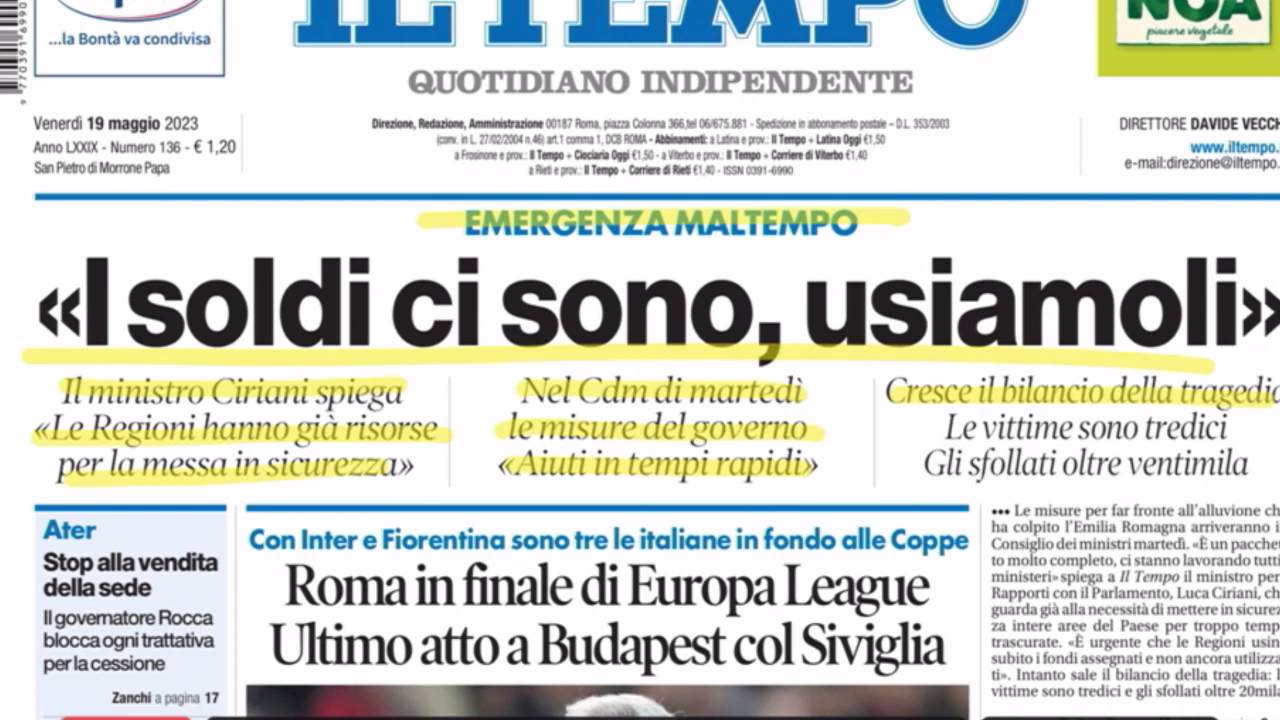 ...la Bontà va condivisa
IL TEMPO
QUOTIDIANO INDIPENDENTE
NOA
piacere vegetale
Venerdì 19 maggio 2023
Anno LXXIX - Numero 136 - € 1,20
San Pietro di Morrone Papa
Direzione, Redazione, Amministrazione 00187 Roma, piazza Colonna 366,tel 06/675.881 - Spedizione in abbonamento postale – D.L. 353/2003
(conv. in L. 27/02/2004 n.46) art.1 comma 1, DCB ROMA - Abbinamenti: a Latina e prov.: Il Tempo + Latina Oggi €1,50
a Frosinone e prov.: Il Tempo + Ciociaria Oggi €1,50 - a Viterbo e prov.: Il Tempo + Corriere di Viterbo €1,40
a Rieti e prov.: Il Tempo + Corriere di Rieti €1,40 - ISSN 0391-6990
DIRETTORE DAVIDE VECCH
www.iltempo.
e-mail:direzione@iltempo.
EMERGENZA MALTEMPO
«I soldi ci sono, usiamoli»
Il ministro Ciriani spiega
«Le Regioni hanno già risorse
per la messa in sicurezza»
Nel Cdm di martedì
le misure del governo
«Aiuti in tempi rapidi»
Cresce il bilancio della tragedia
Le vittime sono tredici
Gli sfollati oltre ventimila
Ater
Stop alla vendita
della sede
Il governatore Rocca
blocca ogni trattativa
per la cessione
Zanchi a pagina 17
Con Inter e Fiorentina sono tre le italiane in fondo alle Coppe
Roma in finale di Europa League
Ultimo atto a Budapest col Siviglia
••• Le misure per far fronte all'alluvione ch
ha colpito l'Emilia Romagna arriveranno i
Consiglio dei ministri martedì. «È un pacchet
to molto completo, ci stanno lavorando tutti
ministeri» spiega a Il Tempo il ministro per
Rapporti con il Parlamento, Luca Ciriani, ch
guarda già alla necessità di mettere in sicurez
za intere aree del Paese per troppo temp
trascurate. «È urgente che le Regioni usin
subito i fondi assegnati e non ancora utilizza
ti». Intanto sale il bilancio della tragedia: l
vittime sono tredici e gli sfollati oltre 20mila